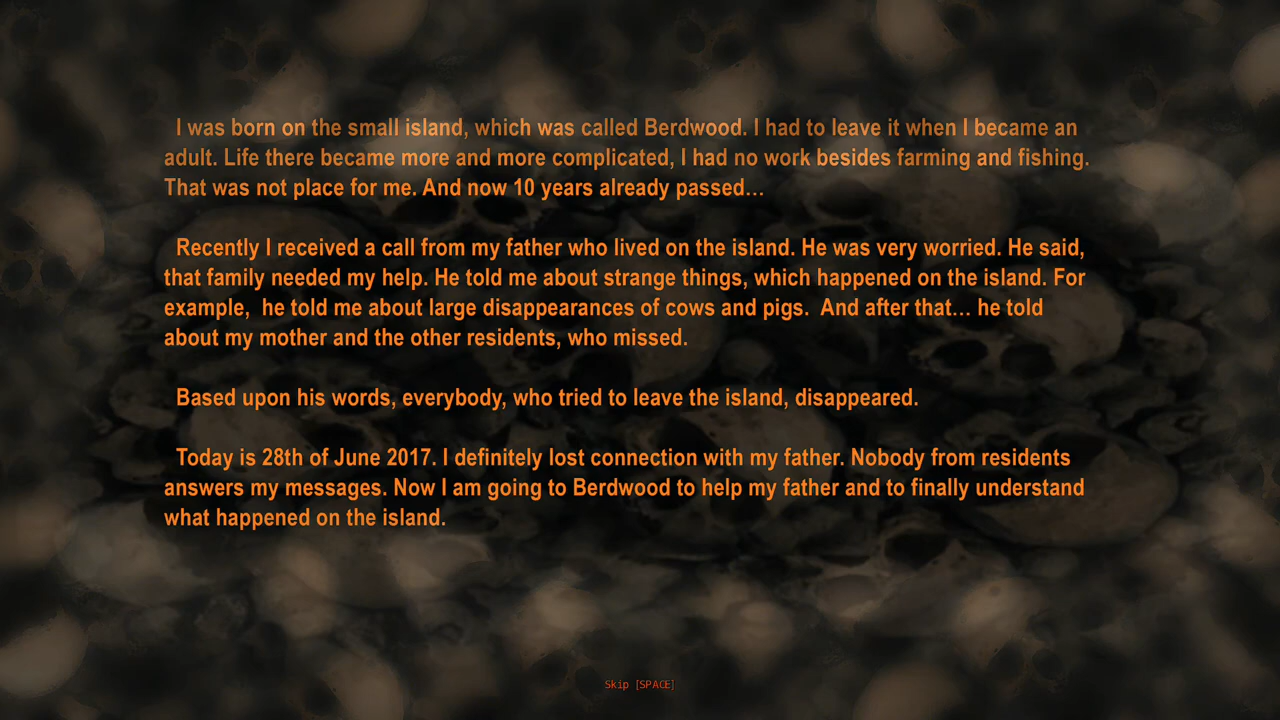 I was born on the small island, which was called Berdwood. I had to leave it when I became an
adult. Life there became more and more complicated, I had no work besides farming and fishing.
That was not place for me. And now 10 years already passed...
Recently I received a call from my father who lived on the island. He was very worried. He said,
that family needed my help. He told me about strange things, which happened on the island. For
example,  he told me about large disappearances of cows and pigs.  And after that... he told
about my mother and the other residents, who missed.
Based upon his words, everybody, who tried to leave the island, disappeared.
Today is 28th of June 2017. I definitely lost connection with my father. Nobody from residents
answers my messages. Now I am going to Berdwood to help my father and to finally understand
what happened on the island.
Skip [SPACE]